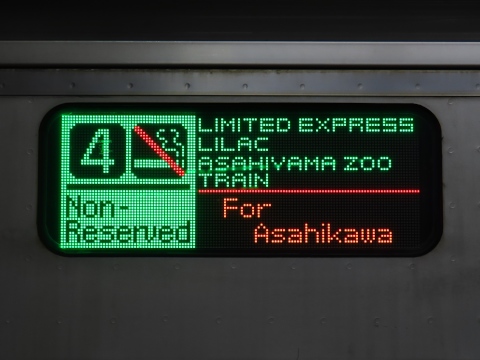 4
LIMITED EXPRESS
LILAC
ASAHIYAMA ZOO
TRAIN
Non-
Reserved
For
Asahikawa